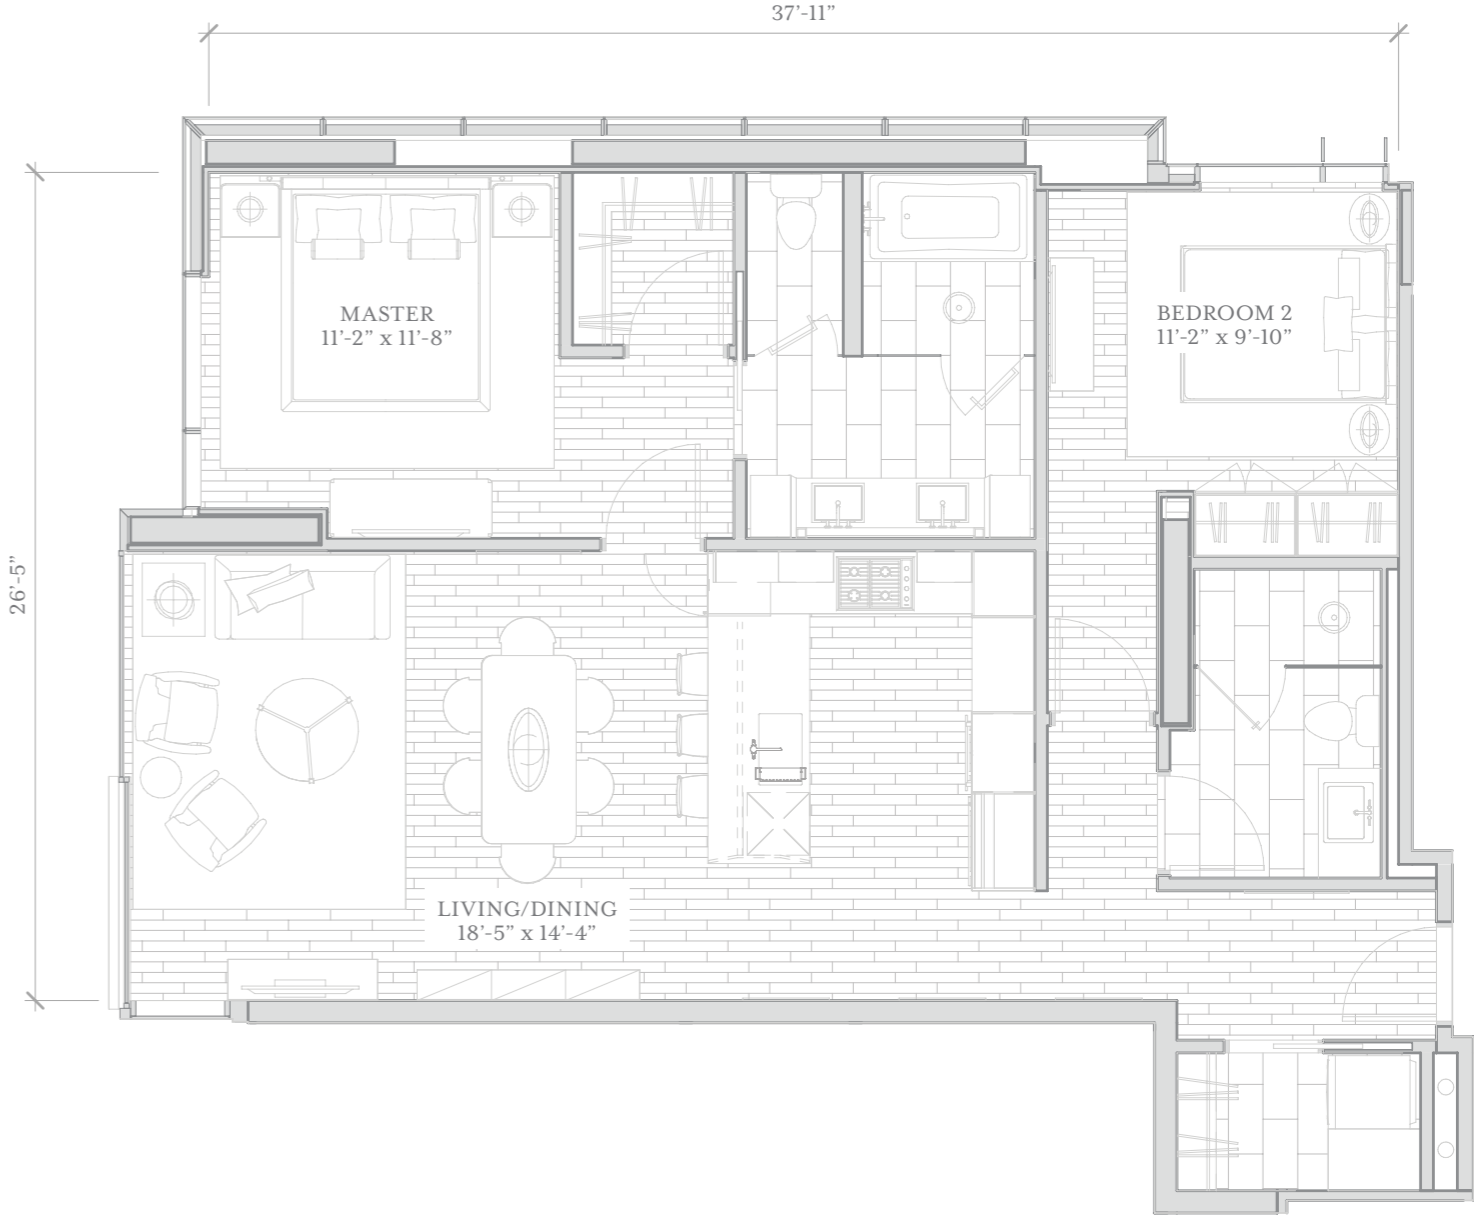 37’-11”
MASTER
11’-2” x 11’-8”
BEDROOM 2
11’-2” x 9’-10”
26’-5”
LIVING/DINING
18’-5” x 14’-4”